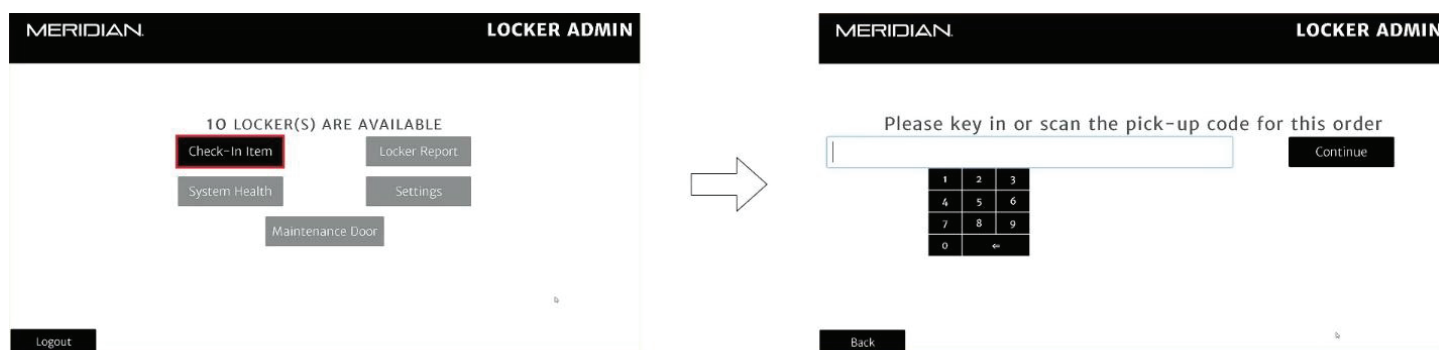 MERIDIAN.
LOCKER ADMIN
10 LOCKER(S) ARE AVAILABLE
Check-In Item
Locker Report
System Health
Settings
Maintenance Door
Logout
MERIDIAN.
LOCKER ADMIN
Please key in or scan the pick-up code for this order
Continue
1 2 3
4 5 6
7 8 9
0 ⇐
Back